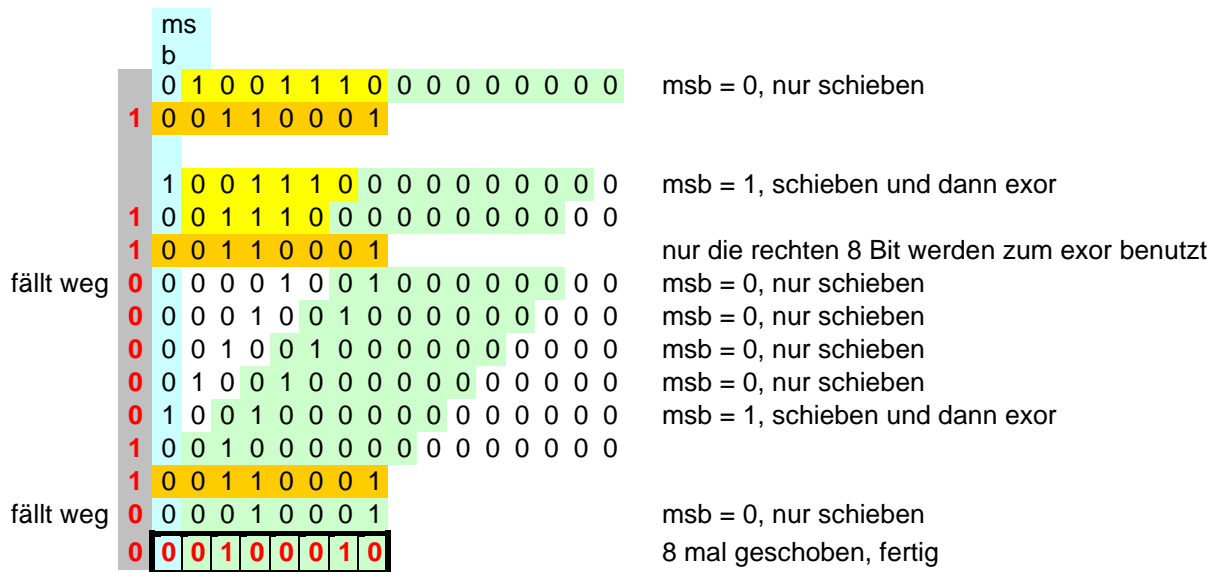 ms
b
0 1 0 0 1 1 1 0 0 0 0 0 0 0 0 0 msb = 0, nur schieben
1 0 0 1 1 0 0 0 1
1 0 0 1 1 1 0 0 0 0 0 0 0 0 0 0 msb = 1, schieben und dann exor
1 0 0 1 1 1 0 0 0 0 0 0 0 0 0 0 0
1 0 0 1 1 0 0 0 1 nur die rechten 8 Bit werden zum exor benutzt
fällt weg 0 0 0 0 0 1 0 0 1 0 0 0 0 0 0 0 0 msb = 0, nur schieben
0 0 0 0 1 0 0 1 0 0 0 0 0 0 0 0 0 msb = 0, nur schieben
0 0 0 1 0 0 1 0 0 0 0 0 0 0 0 0 0 msb = 0, nur schieben
0 0 1 0 0 1 0 0 0 0 0 0 0 0 0 0 0 msb = 0, nur schieben
0 1 0 0 1 0 0 0 0 0 0 0 0 0 0 0 0 msb = 1, schieben und dann exor
1 0 0 1 0 0 0 0 0 0 0 0 0 0 0 0 0
1 0 0 1 1 0 0 0 1
fällt weg 0 0 0 0 1 0 0 0 1 msb = 0, nur schieben
0 0 0 1 0 0 0 1 0 8 mal geschoben, fertig